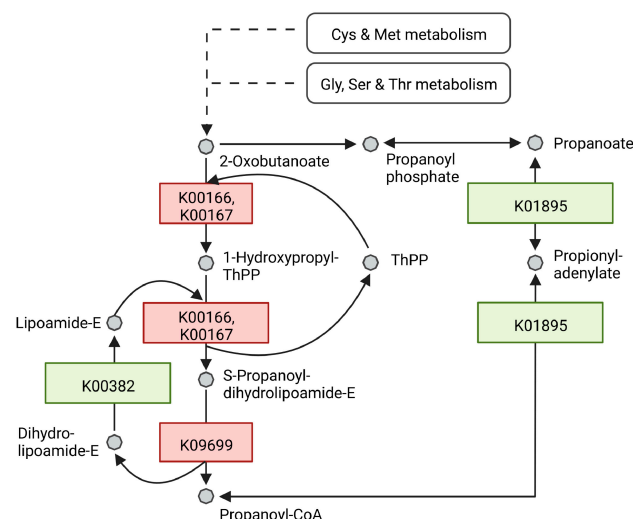 Cys & Met metabolism
Gly, Ser & Thr metabolism
2-Oxobutanoate
Propanoyl
phosphate
Propanoate
K00166,
K00167
K01895
1-Hydroxypropyl-
ThPP
ThPP
Propionyl-
adenylate
Lipoamide-E
K00166,
K00167
K01895
K00382
S-Propanoyl-
dihydrolipoamide-E
Dihydro-
lipoamide-E
K09699
Propanoyl-CoA